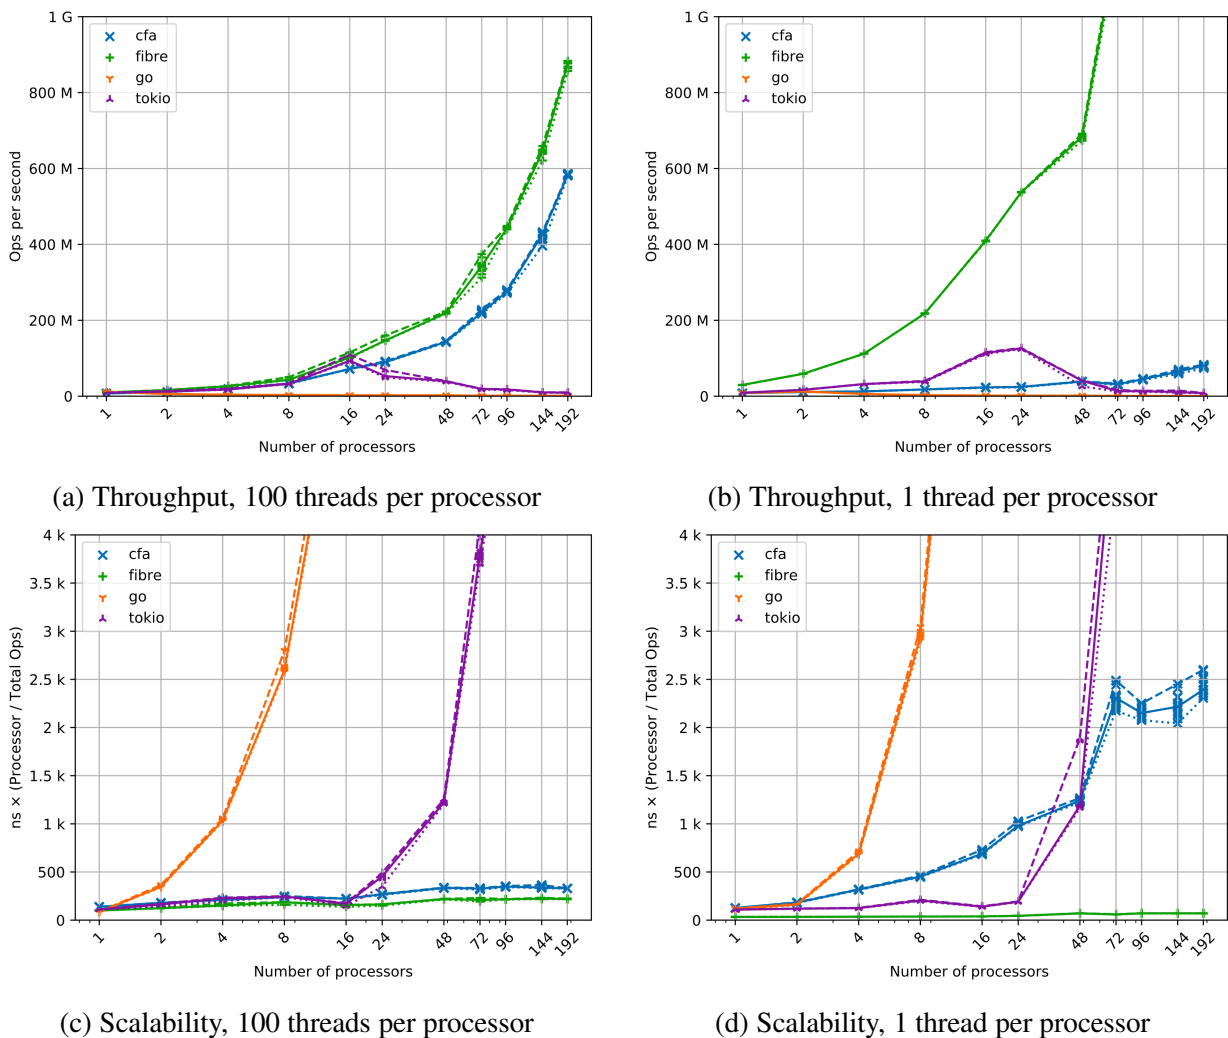 1 G
800 M
600 M
400 M
200 M
0
Ops per second
cfa
fibre
go
tokio
1 2 4 8 16 24 48 72 96 144 192
Number of processors
(a) Throughput, 100 threads per processor
1 G
800 M
600 M
400 M
200 M
0
Ops per second
cfa
fibre
go
tokio
1 2 4 8 16 24 48 72 96 144 192
Number of processors
(b) Throughput, 1 thread per processor
4 k
3.5 k
3 k
2.5 k
2 k
1.5 k
1 k
500
0
ns × (Processor / Total Ops)
cfa
fibre
go
tokio
1 2 4 8 16 24 48 72 96 144 192
Number of processors
(c) Scalability, 100 threads per processor
4 k
3.5 k
3 k
2.5 k
2 k
1.5 k
1 k
500
0
ns × (Processor / Total Ops)
cfa
fibre
go
tokio
1 2 4 8 16 24 48 72 96 144 192
Number of processors
(d) Scalability, 1 thread per processor